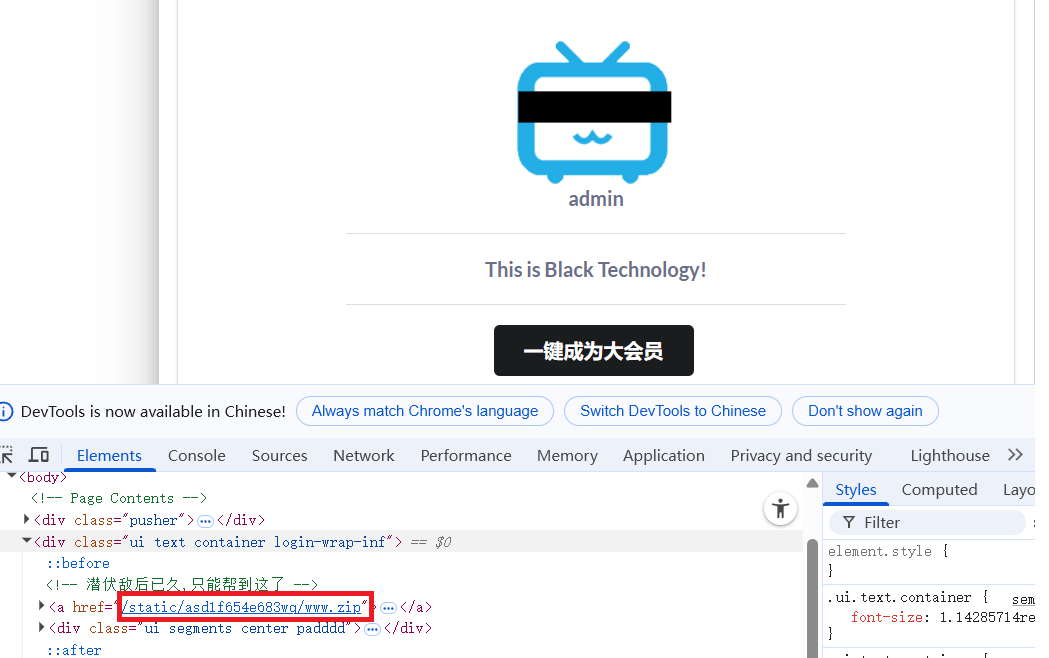 admin
This is Black Technology!
一键成为大会员
DevTools is now available in Chinese! Always match Chrome's language Switch DevTools to Chinese Don't show again
Elements Console Sources Network Performance Memory Application Privacy and security Lighthouse
<body>
<!-- Page Contents -->
<div class="pusher"> ⋯ </div>
<div class="ui text container login-wrap-inf"> == $0
::before
<!-- 潜伏敌后已久,只能帮到这了 -->
<a href="/static/asd1f654e683wq/www.zip"> ⋯ </a>
<div class="ui segments center padddd"> ⋯ </div>
::after
Styles Computed Layo
Filter
element.style {
}
.ui.text.container { sem
font-size: 1.14285714re
}